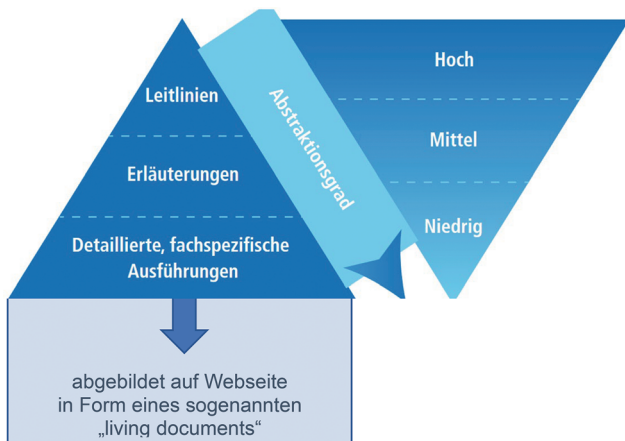 Leitlinien
Erläuterungen
Detaillierte, fachspezifische
Ausführungen
Abstraktionsgrad
Hoch
Mittel
Niedrig
abgebildet auf Webseite
in Form eines sogenannten
„living documents“